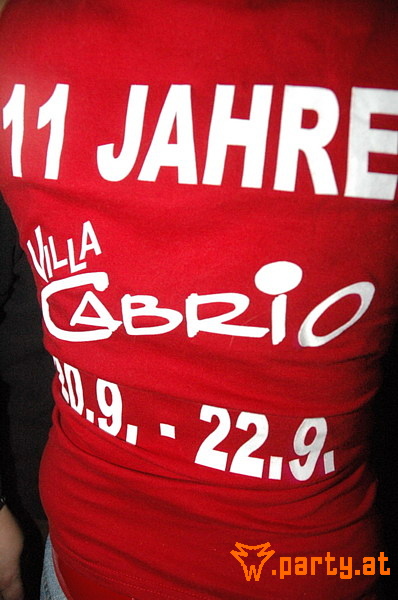 11 JAHRE
VILLA
CABRIO
20.9. - 22.9.
W.party.at